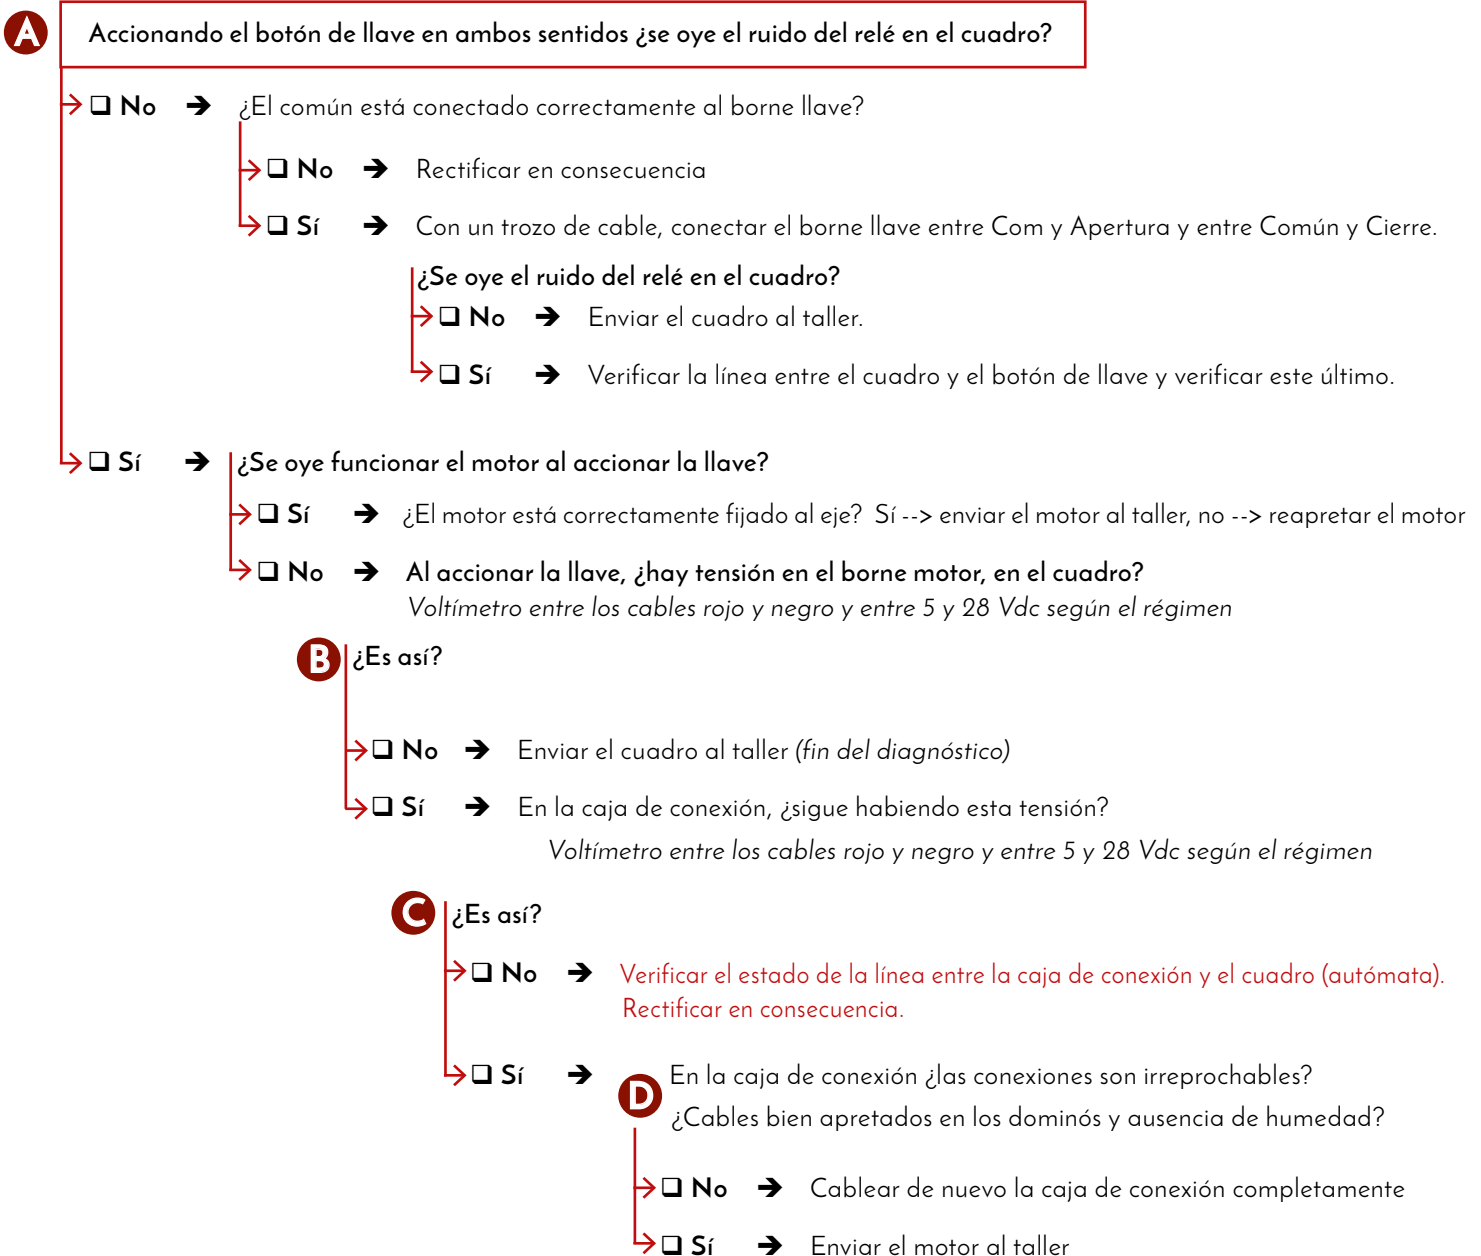 A Accionando el botón de llave en ambos sentidos ¿se oye el ruido del relé en el cuadro?
❑ No ➔ ¿El común está conectado correctamente al borne llave?
❑ No ➔ Rectificar en consecuencia
❑ Sí ➔ Con un trozo de cable, conectar el borne llave entre Com y Apertura y entre Común y Cierre.
¿Se oye el ruido del relé en el cuadro?
❑ No ➔ Enviar el cuadro al taller.
❑ Sí ➔ Verificar la línea entre el cuadro y el botón de llave y verificar este último.
❑ Sí ➔ ¿Se oye funcionar el motor al accionar la llave?
❑ Sí ➔ ¿El motor está correctamente fijado al eje? Sí --> enviar el motor al taller, no --> reapretar el motor
❑ No ➔ Al accionar la llave, ¿hay tensión en el borne motor, en el cuadro?
Voltímetro entre los cables rojo y negro y entre 5 y 28 Vdc según el régimen
B ¿Es así?
❑ No ➔ Enviar el cuadro al taller (fin del diagnóstico)
❑ Sí ➔ En la caja de conexión, ¿sigue habiendo esta tensión?
Voltímetro entre los cables rojo y negro y entre 5 y 28 Vdc según el régimen
C ¿Es así?
❑ No ➔ Verificar el estado de la línea entre la caja de conexión y el cuadro (autómata).
Rectificar en consecuencia.
❑ Sí ➔ D En la caja de conexión ¿las conexiones son irreprochables?
¿Cables bien apretados en los dominós y ausencia de humedad?
❑ No ➔ Cablear de nuevo la caja de conexión completamente
❑ Sí ➔ Enviar el motor al taller